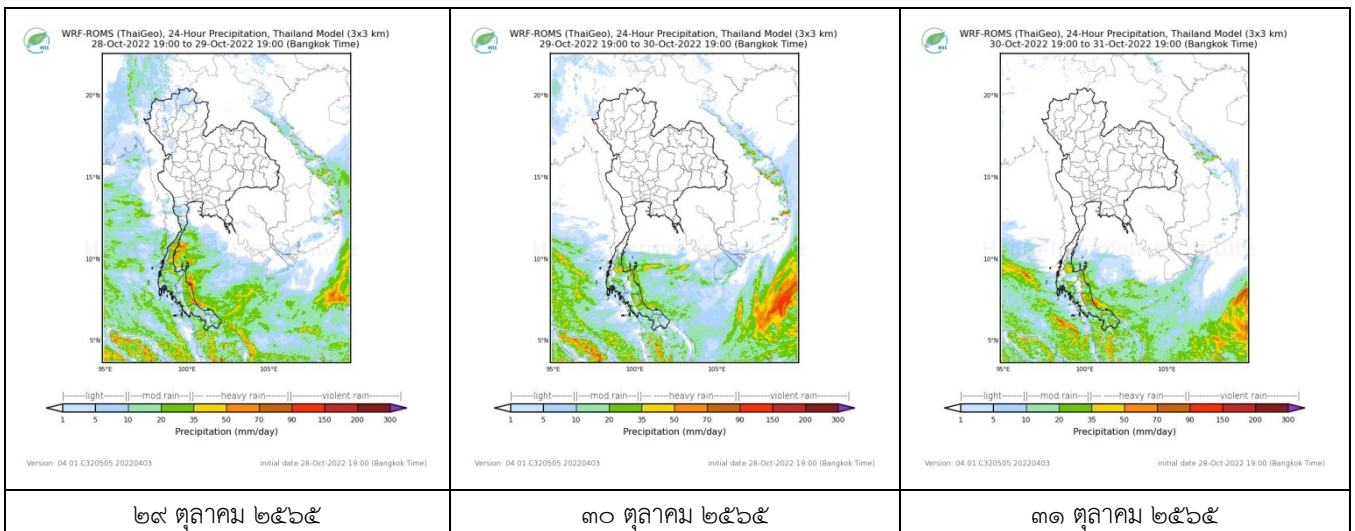 WRF-ROMS (ThaiGeo), 24-Hour Precipitation, Thailand Model (3x3 km)
28-Oct-2022 19:00 to 29-Oct-2022 19:00 (Bangkok Time)
HII
20°N
15°N
10°N
5°N
95°E 100°E 105°E
|-------light------||---mod rain---||--- --heavy rain-----||---------violent rain--------|
1 5 10 20 35 50 70 90 150 200 300
Precipitation (mm/day)
Version: 04.01.C320505.20220403 initial date 28-Oct-2022 19:00 (Bangkok Time)
๒๙ ตุลาคม ๒๕๖๕
WRF-ROMS (ThaiGeo), 24-Hour Precipitation, Thailand Model (3x3 km)
29-Oct-2022 19:00 to 30-Oct-2022 19:00 (Bangkok Time)
HII
20°N
15°N
10°N
5°N
95°E 100°E 105°E
|-------light------||---mod rain---||--- --heavy rain-----||---------violent rain--------|
1 5 10 20 35 50 70 90 150 200 300
Precipitation (mm/day)
Version: 04.01.C320505.20220403 initial date 28-Oct-2022 19:00 (Bangkok Time)
๓๐ ตุลาคม ๒๕๖๕
WRF-ROMS (ThaiGeo), 24-Hour Precipitation, Thailand Model (3x3 km)
30-Oct-2022 19:00 to 31-Oct-2022 19:00 (Bangkok Time)
HII
20°N
15°N
10°N
5°N
95°E 100°E 105°E
|-------light------||---mod rain---||--- --heavy rain-----||---------violent rain--------|
1 5 10 20 35 50 70 90 150 200 300
Precipitation (mm/day)
Version: 04.01.C320505.20220403 initial date 28-Oct-2022 19:00 (Bangkok Time)
๓๑ ตุลาคม ๒๕๖๕